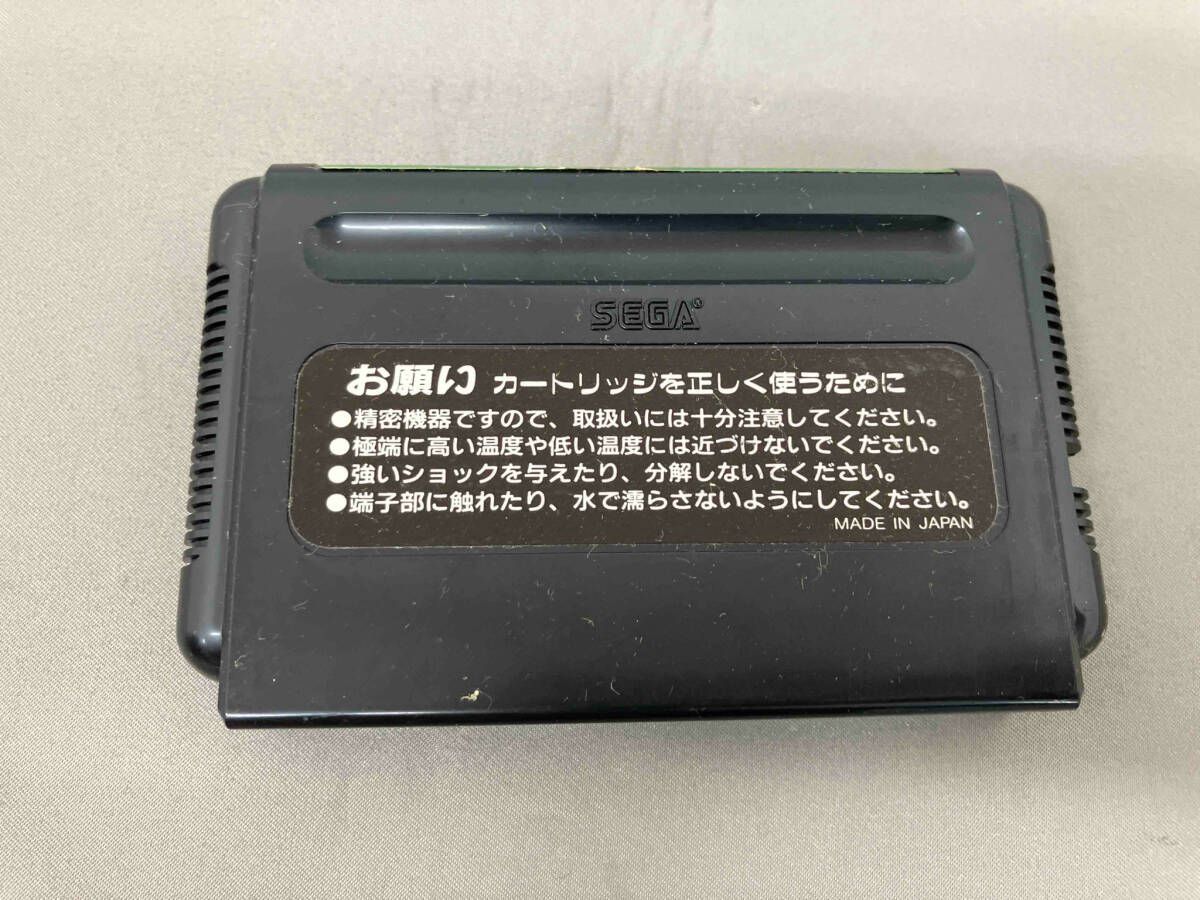 SEGA®
お願い カートリッジを正しく使うために
●精密機器ですので、取扱いには十分注意してください。
●極端に高い温度や低い温度には近づけないでください。
●強いショックを与えたり、分解しないでください。
●端子部に触れたり、水で濡らさないようにしてください。
MADE IN JAPAN